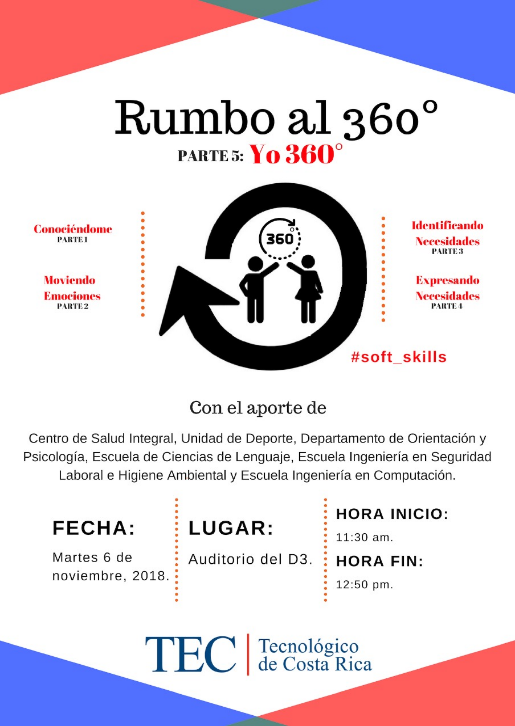 Rumbo al 360°
PARTE 5: Yo 360°
Conociéndome
PARTE 1
Moviendo
Emociones
PARTE 2
360°
Identificando
Necesidades
PARTE 3
Expresando
Necesidades
PARTE 4
#soft_skills
Con el aporte de
Centro de Salud Integral, Unidad de Deporte, Departamento de Orientación y
Psicología, Escuela de Ciencias de Lenguaje, Escuela Ingeniería en Seguridad
Laboral e Higiene Ambiental y Escuela Ingeniería en Computación.
FECHA:
Martes 6 de
noviembre, 2018.
LUGAR:
Auditorio del D3.
HORA INICIO:
11:30 am.
HORA FIN:
12:50 pm.
TEC
Tecnológico
de Costa Rica